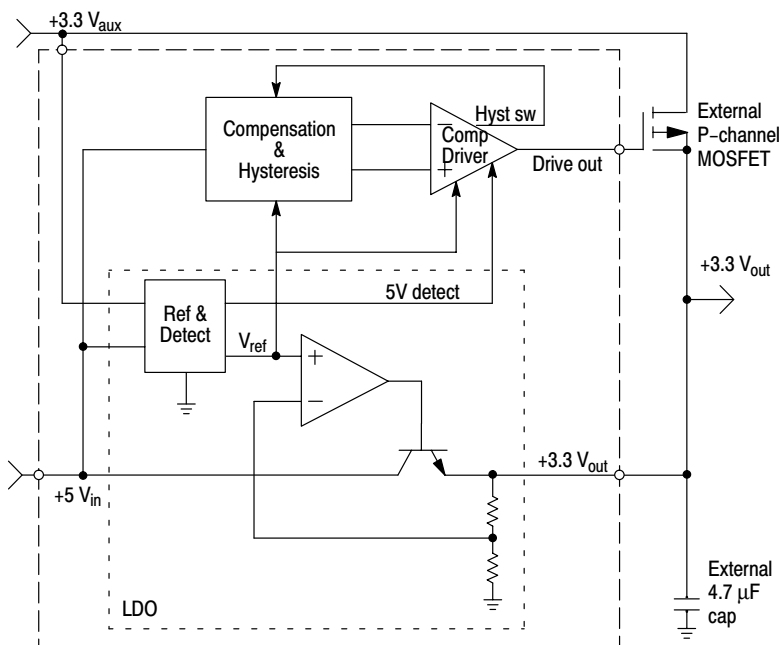 +3.3 Vaux
Hyst sw
Compensation
&
Hysteresis
−
Comp
Driver
+
Drive out
External
P−channel
MOSFET
+3.3 Vout
5V detect
Ref &
Detect
Vref
+
−
+3.3 Vout
+5 Vin
LDO
External
4.7 μF
cap